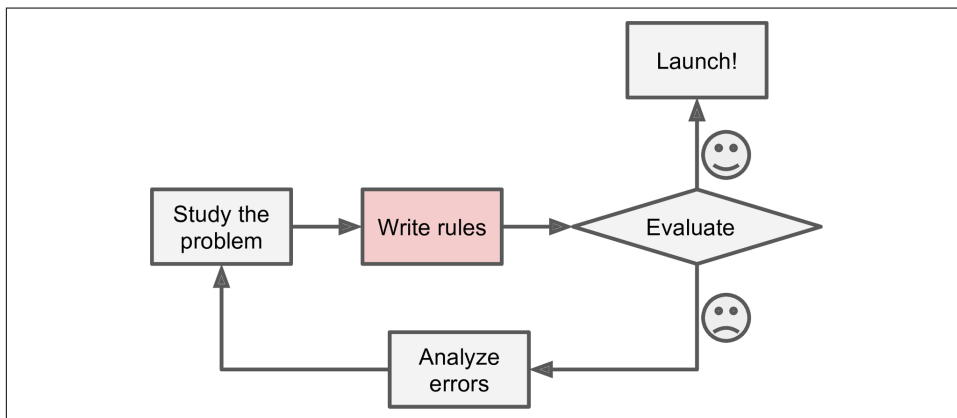 Launch!
Study the
problem
Write rules
Evaluate
Analyze
errors